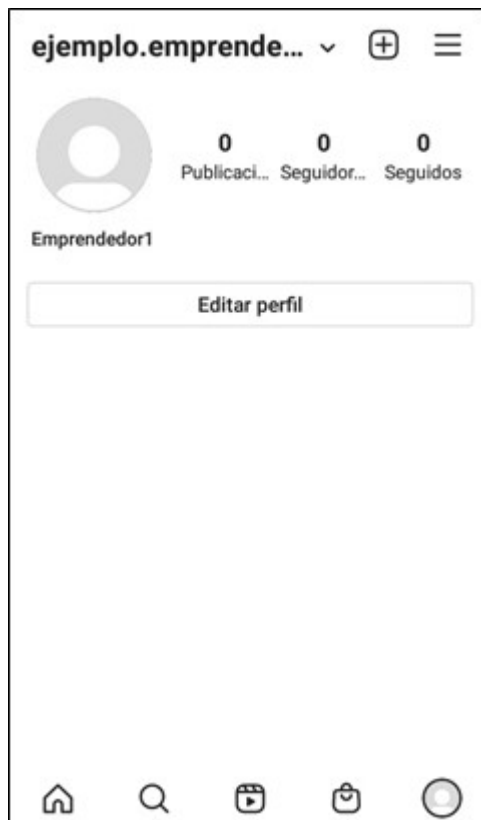 ejemplo.emprende...
0 0 0
Publicaci... Seguidor... Seguidos
Emprendedor1
Editar perfil